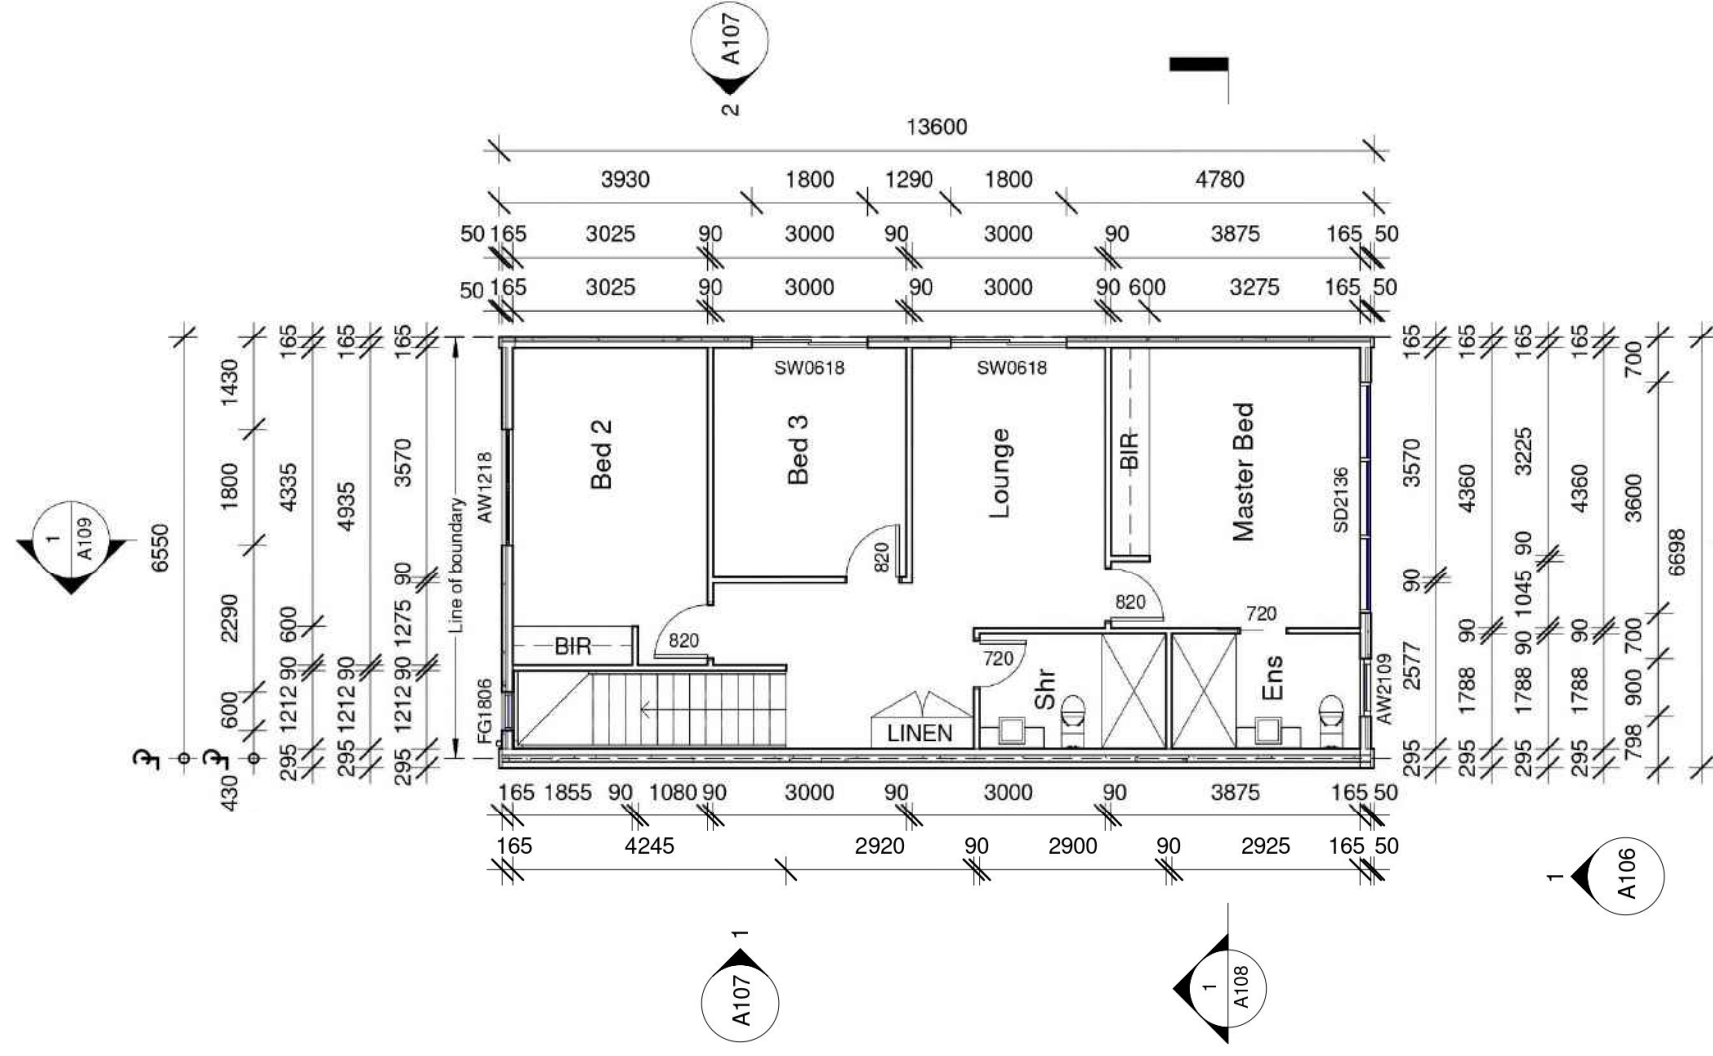 A107
2
13600
3930 1800 1290 1800 4780
50 165 3025 90 3000 90 3000 90 3875 165 50
50 165 3025 90 3000 90 3000 90 600 3275 165 50
6550
1430 1800 2290 600 430
165 4335 600 90 1212 295
165 4935 90 1212 295
165 3570 90 1275 90 1212 295
Line of boundary
AW1218
FG1806
1
A109
SW0618
SW0618
Bed 2
Bed 3
Lounge
BIR
Master Bed
SD2136
820
820
820
720
BIR
720
Shr
Ens
LINEN
AW2109
165 3570 90 2577 295
165 4360 90 1788 295
165 3225 90 1045 90 1788 295
165 4360 90 1788 295
700 3600 700 900 798
6698
165 1855 90 1080 90 3000 90 3000 90 3875 165 50
165 4245 2920 90 2900 90 2925 165 50
1
A106
1
A107
1
A108